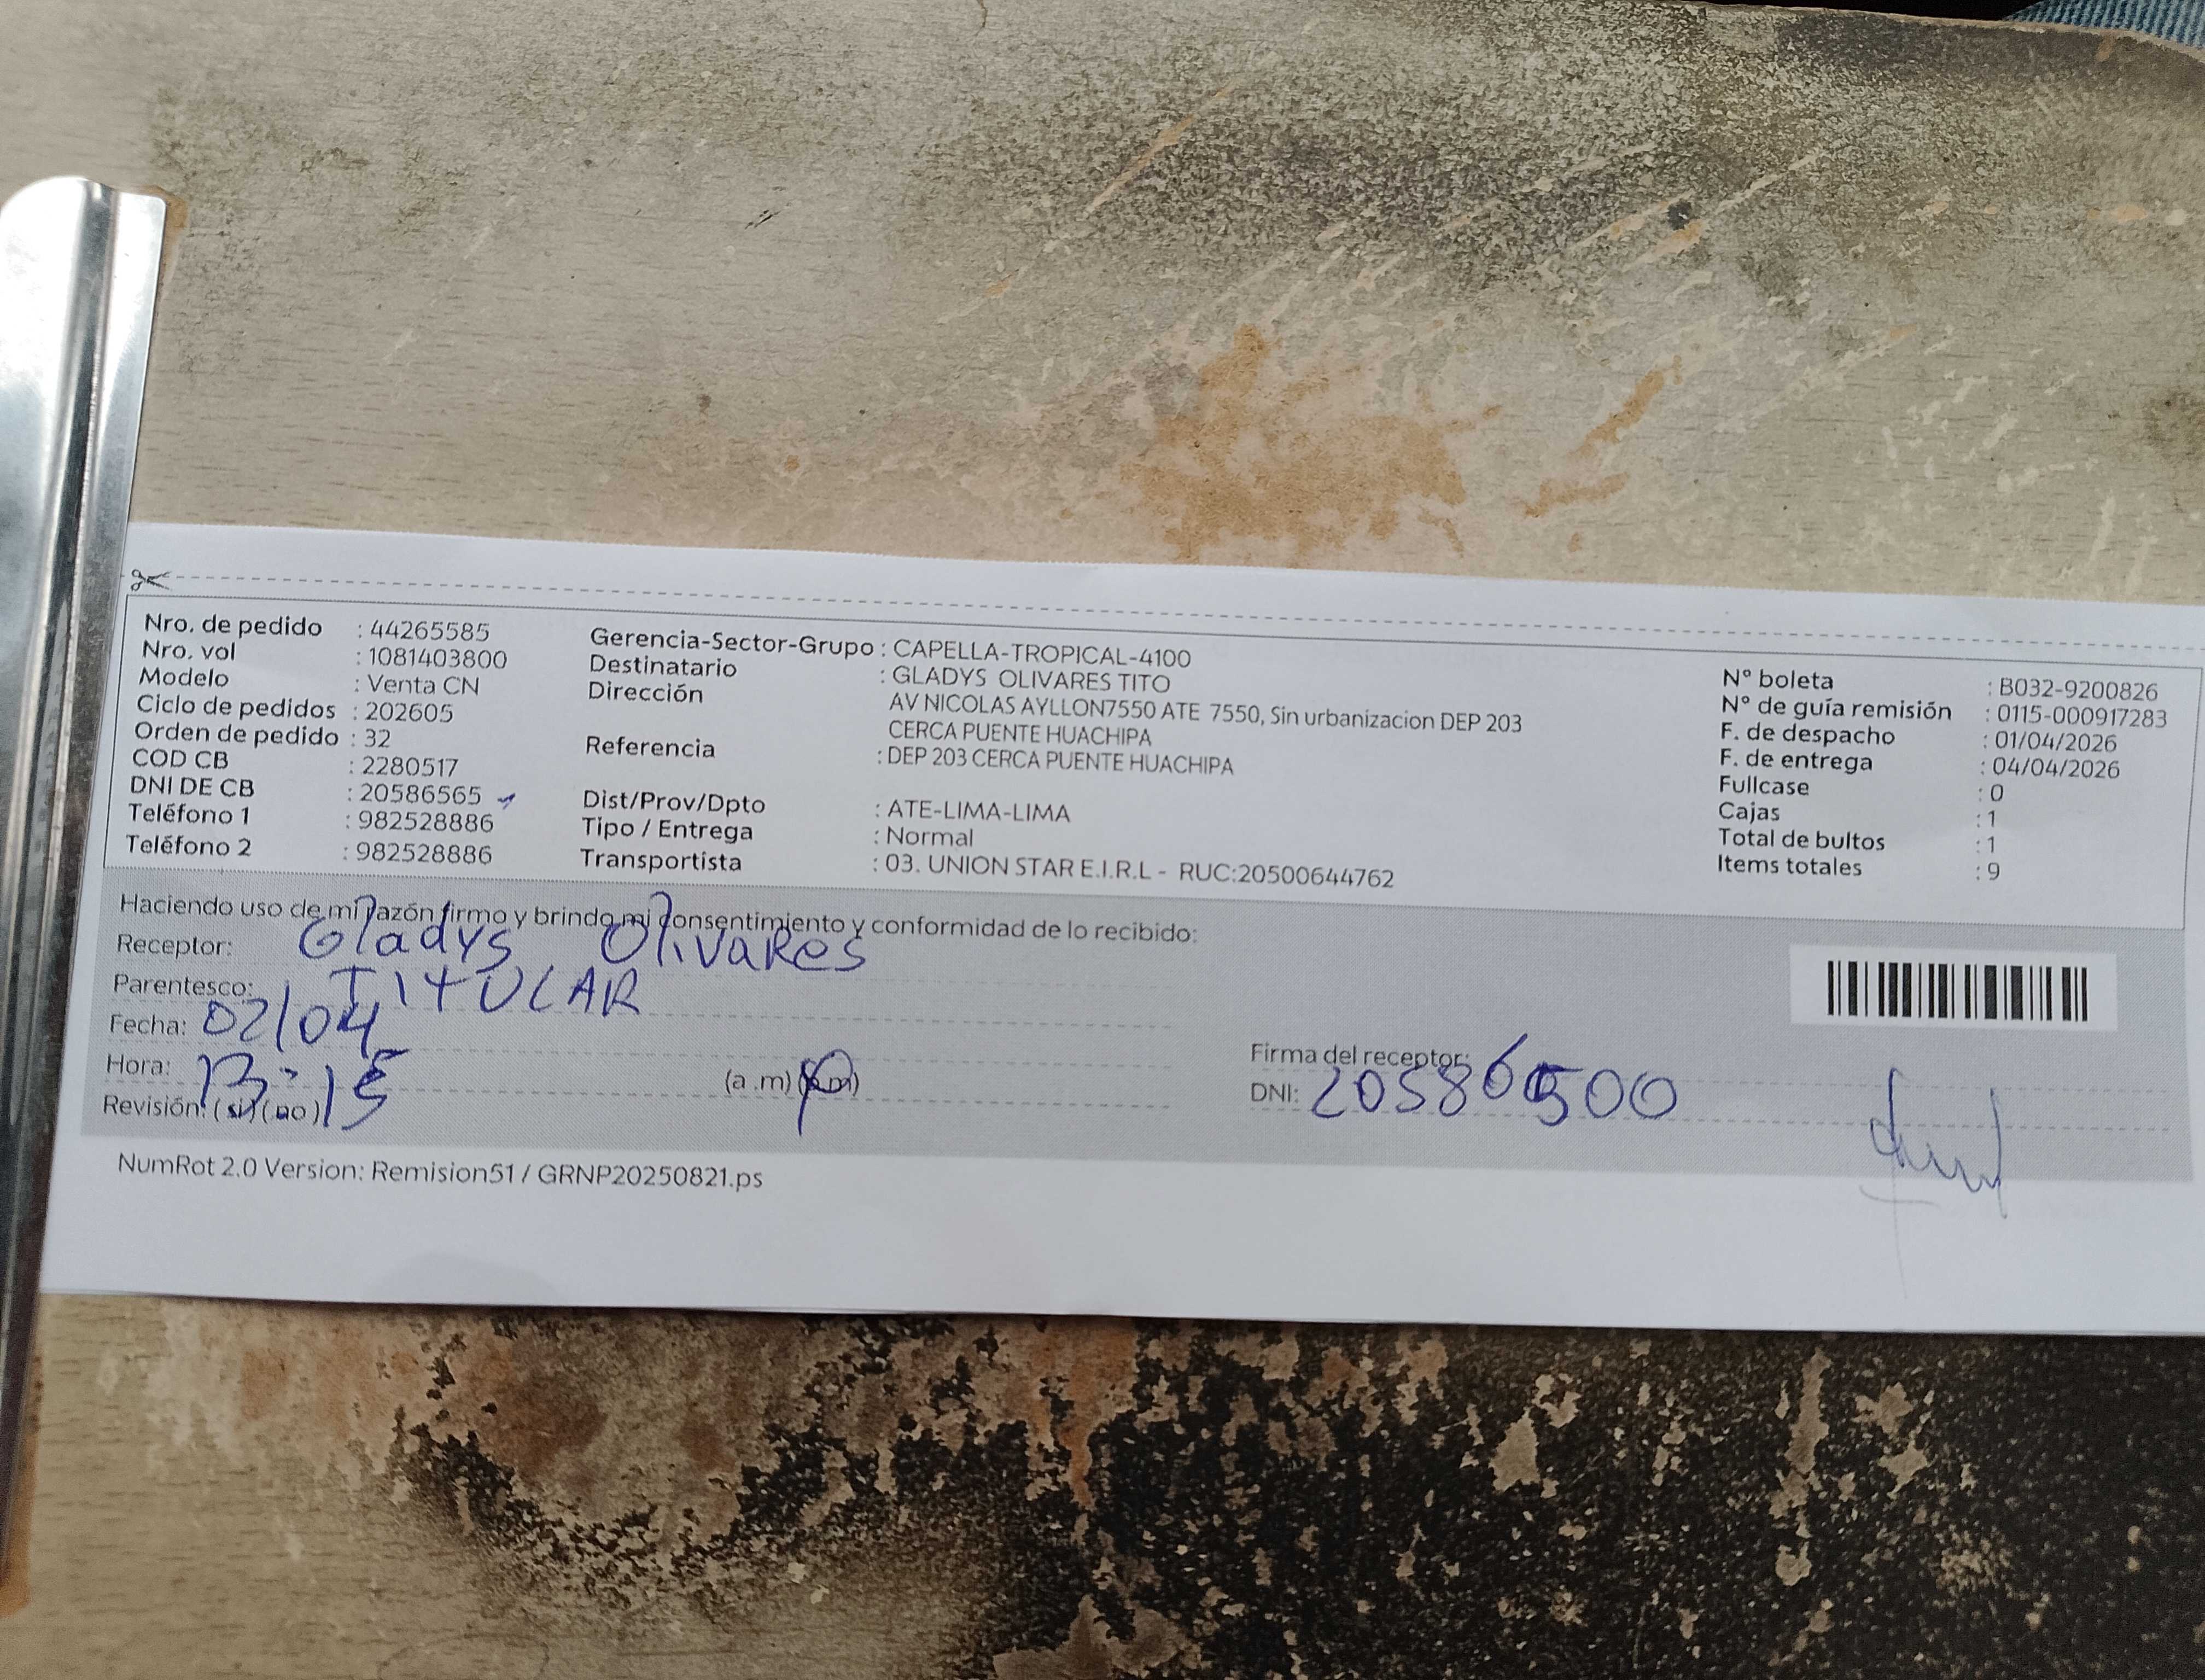 Nro. de pedido : 44265585
Nro. vol : 1081403800
Modelo : Venta CN
Ciclo de pedidos : 202605
Orden de pedido : 32
COD CB : 2280517
DNI DE CB : 20586565
Teléfono 1 : 982528886
Teléfono 2 : 982528886
Gerencia-Sector-Grupo : CAPELLA-TROPICAL-4100
Destinatario : GLADYS OLIVARES TITO
Dirección AV NICOLAS AYLLON7550 ATE 7550, Sin urbanizacion DEP 203
CERCA PUENTE HUACHIPA
Referencia : DEP 203 CERCA PUENTE HUACHIPA
Dist/Prov/Dpto : ATE-LIMA-LIMA
Tipo / Entrega : Normal
Transportista : 03. UNION STAR E.I.R.L - RUC:20500644762
N° boleta : B032-9200826
N° de guía remisión : 0115-000917283
F. de despacho : 01/04/2026
F. de entrega : 04/04/2026
Fullcase : 0
Cajas : 1
Total de bultos : 1
Items totales : 9
Haciendo uso de mi razón firmo y brindo mi consentimiento y conformidad de lo recibido:
Receptor: Gladys Olivares
Parentesco: TITULAR
Fecha: 02/04
Hora: 13:15 (a .m) (p.m)
Revisión: (si) (no)
Firma del receptor:
DNI:
NumRot 2.0 Version: Remision51 / GRNP20250821.ps